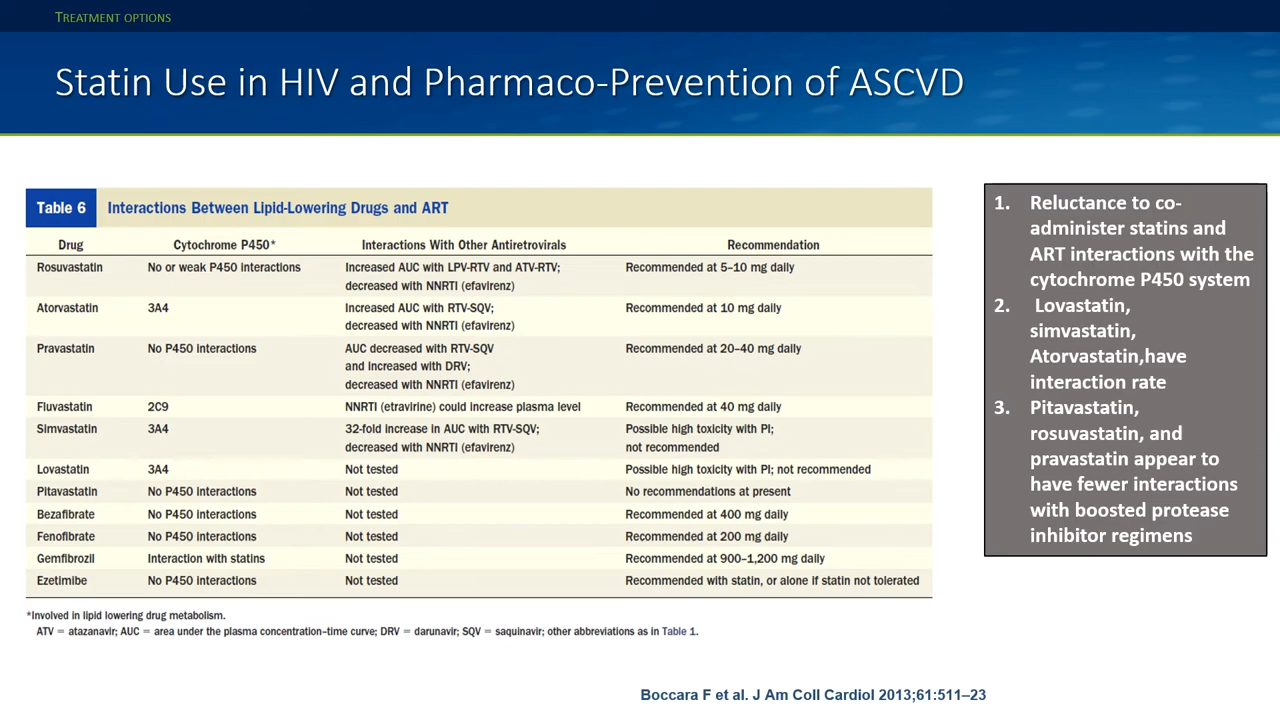 TREATMENT OPTIONS
Statin Use in HIV and Pharmaco-Prevention of ASCVD
Table 6 Interactions Between Lipid-Lowering Drugs and ART
Drug Cytochrome P450* Interactions With Other Antiretrovirals Recommendation
Rosuvastatin No or weak P450 interactions Increased AUC with LPV-RTV and ATV-RTV; Recommended at 5–10 mg daily
decreased with NNRTI (efavirenz)
Atorvastatin 3A4 Increased AUC with RTV-SQV; Recommended at 10 mg daily
decreased with NNRTI (efavirenz)
Pravastatin No P450 interactions AUC decreased with RTV-SQV Recommended at 20–40 mg daily
and increased with DRV;
decreased with NNRTI (efavirenz)
Fluvastatin 2C9 NNRTI (etravirine) could increase plasma level Recommended at 40 mg daily
Simvastatin 3A4 32-fold increase in AUC with RTV-SQV; Possible high toxicity with PI;
decreased with NNRTI (efavirenz) not recommended
Lovastatin 3A4 Not tested Possible high toxicity with PI; not recommended
Pitavastatin No P450 interactions Not tested No recommendations at present
Bezafibrate No P450 interactions Not tested Recommended at 400 mg daily
Fenofibrate No P450 interactions Not tested Recommended at 200 mg daily
Gemfibrozil Interaction with statins Not tested Recommended at 900–1,200 mg daily
Ezetimibe No P450 interactions Not tested Recommended with statin, or alone if statin not tolerated
*Involved in lipid lowering drug metabolism.
ATV = atazanavir; AUC = area under the plasma concentration–time curve; DRV = darunavir; SQV = saquinavir; other abbreviations as in Table 1.
1. Reluctance to co-
administer statins and
ART interactions with the
cytochrome P450 system
2. Lovastatin,
simvastatin,
Atorvastatin,have
interaction rate
3. Pitavastatin,
rosuvastatin, and
pravastatin appear to
have fewer interactions
with boosted protease
inhibitor regimens
Boccara F et al. J Am Coll Cardiol 2013;61:511–23